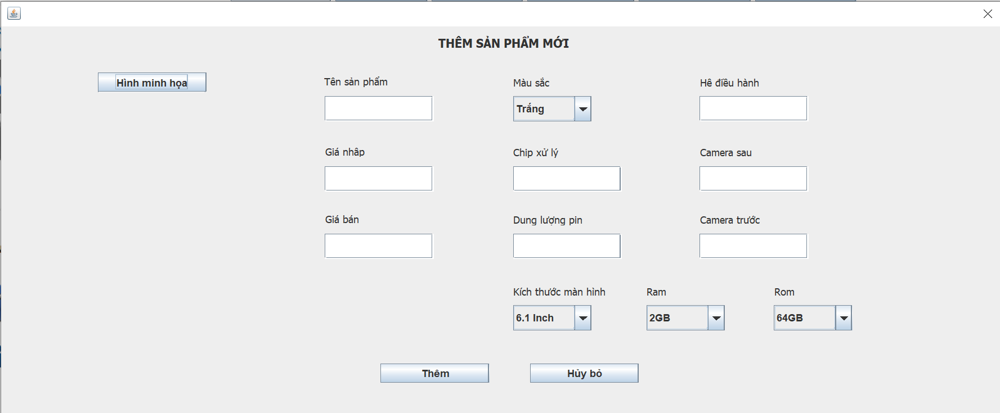 THÊM SẢN PHẨM MỚI
Hình minh họa
Tên sản phẩm
Màu sắc
Hê điều hành
Trắng
Giá nhâp
Chip xử lý
Camera sau
Giá bán
Dung lượng pin
Camera trước
Kích thước màn hình
Ram
Rom
6.1 Inch
2GB
64GB
Thêm
Hủy bỏ